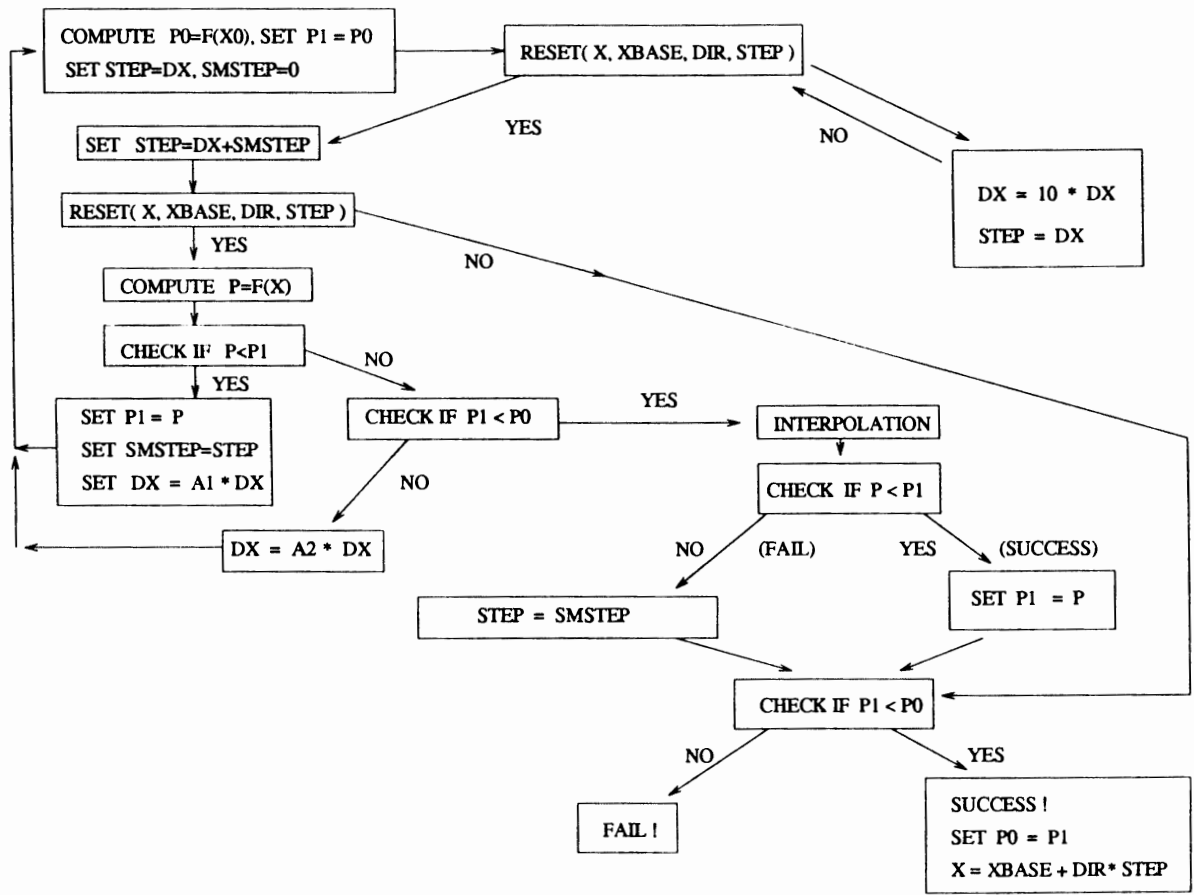 COMPUTE P0=F(X0), SET P1 = P0
SET STEP=DX, SMSTEP=0
RESET( X, XBASE, DIR, STEP )
YES
NO
SET STEP=DX+SMSTEP
DX = 10 * DX
STEP = DX
RESET( X, XBASE, DIR, STEP )
YES
NO
COMPUTE P=F(X)
CHECK IF P<P1
NO
YES
SET P1 = P
SET SMSTEP=STEP
SET DX = A1 * DX
CHECK IF P1 < P0
YES
INTERPOLATION
NO
CHECK IF P < P1
DX = A2 * DX
NO (FAIL)
YES (SUCCESS)
STEP = SMSTEP
SET P1 = P
CHECK IF P1 < P0
NO
YES
FAIL !
SUCCESS !
SET P0 = P1
X = XBASE + DIR* STEP